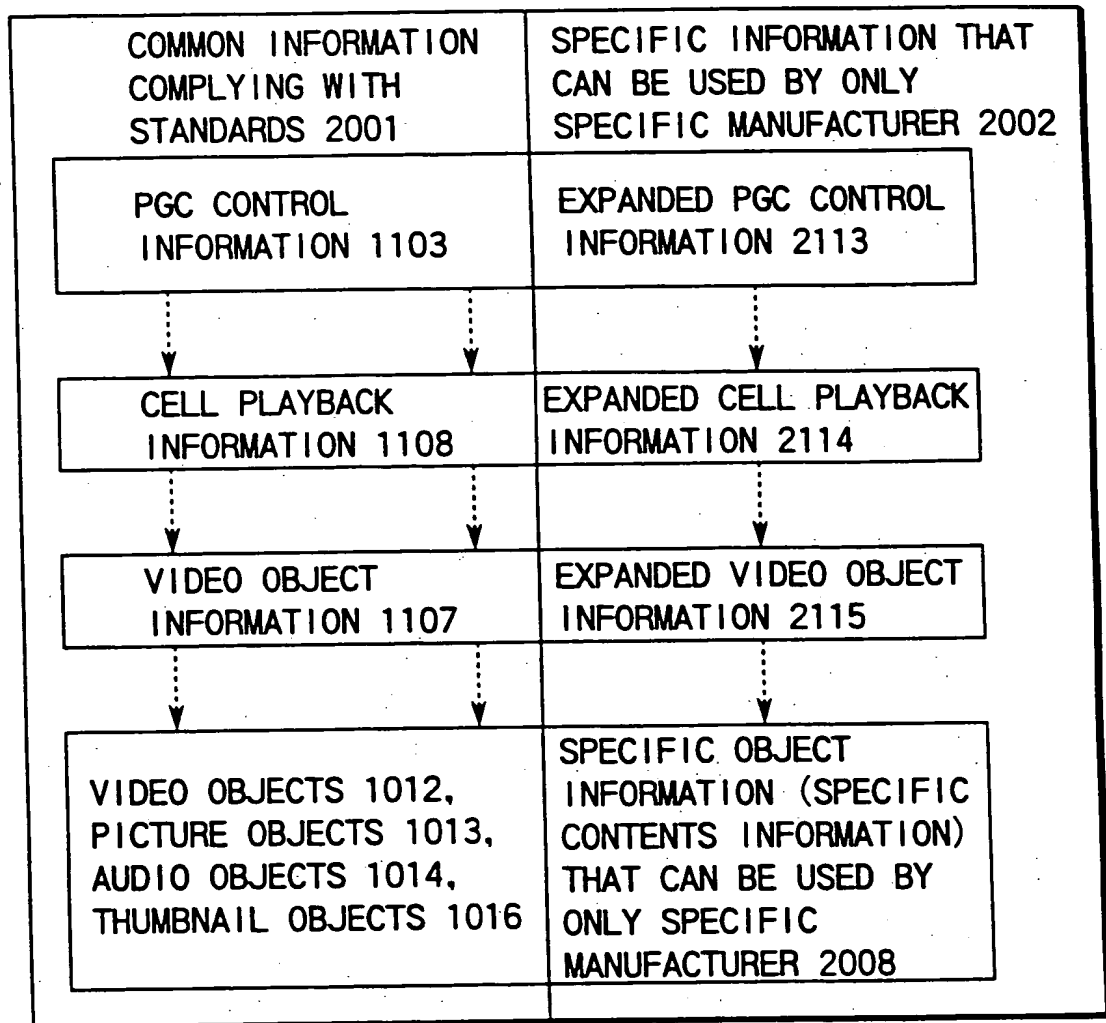 COMMON INFORMATION
COMPLYING WITH
STANDARDS 2001
SPECIFIC INFORMATION THAT
CAN BE USED BY ONLY
SPECIFIC MANUFACTURER 2002
PGC CONTROL
INFORMATION 1103
EXPANDED PGC CONTROL
INFORMATION 2113
CELL PLAYBACK
INFORMATION 1108
EXPANDED CELL PLAYBACK
INFORMATION 2114
VIDEO OBJECT
INFORMATION 1107
EXPANDED VIDEO OBJECT
INFORMATION 2115
VIDEO OBJECTS 1012,
PICTURE OBJECTS 1013,
AUDIO OBJECTS 1014,
THUMBNAIL OBJECTS 1016
SPECIFIC OBJECT
INFORMATION (SPECIFIC
CONTENTS INFORMATION)
THAT CAN BE USED BY
ONLY SPECIFIC
MANUFACTURER 2008